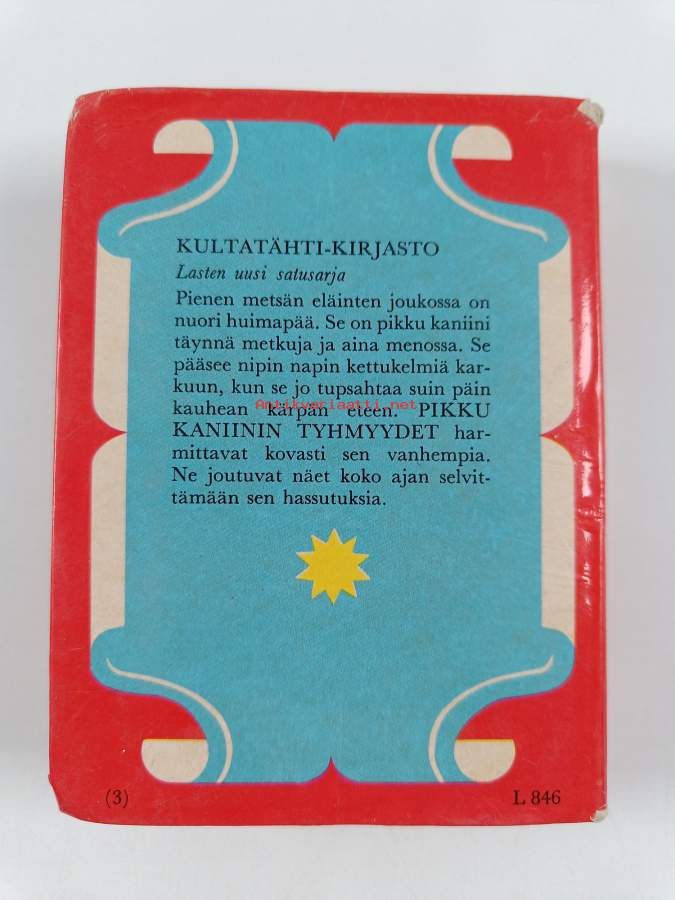 KULTATÄHTI-KIRJASTO
Lasten uusi satusarja
Pienen metsän eläinten joukossa on
nuori huimapää. Se on pikku kaniini
täynnä metkuja ja aina menossa. Se
pääsee nipin napin kettukelmiä kar-
kuun, kun se jo tupsahtaa suin päin
kauhean kärpän eteen. PIKKU
Antikvariaatti.net
KANIININ TYHMYYDET har-
mittavat kovasti sen vanhempia.
Ne joutuvat näet koko ajan selvit-
tämään sen hassutuksia.
(3)
L 846